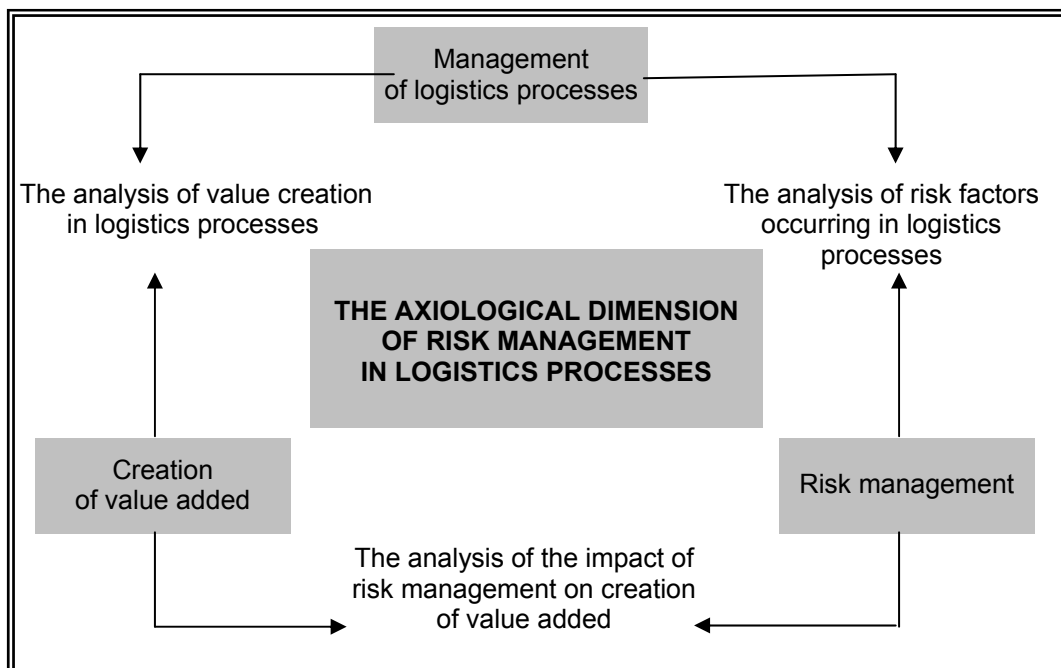 Management
of logistics processes
The analysis of value creation
in logistics processes
The analysis of risk factors
occurring in logistics
processes
THE AXIOLOGICAL DIMENSION
OF RISK MANAGEMENT
IN LOGISTICS PROCESSES
Creation
of value added
Risk management
The analysis of the impact of
risk management on creation
of value added